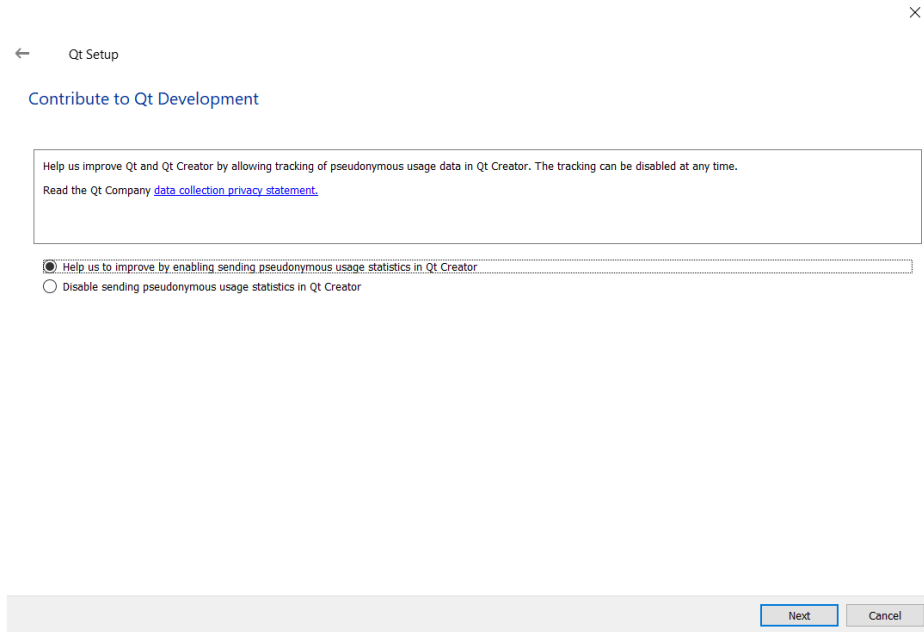 Qt Setup
Contribute to Qt Development
Help us improve Qt and Qt Creator by allowing tracking of pseudonymous usage data in Qt Creator. The tracking can be disabled at any time.
Read the Qt Company data collection privacy statement.
Help us to improve by enabling sending pseudonymous usage statistics in Qt Creator
Disable sending pseudonymous usage statistics in Qt Creator
Next
Cancel